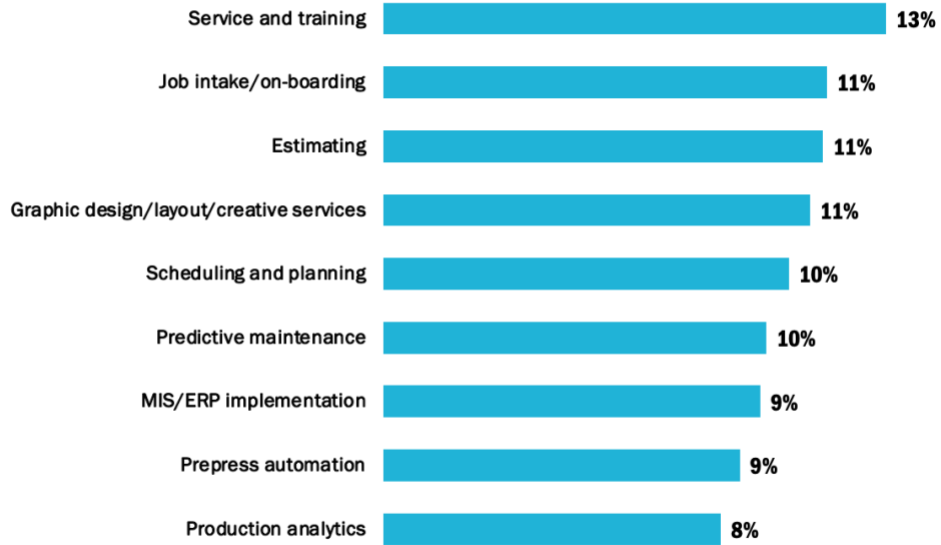 Service and training 13%
Job intake/on-boarding 11%
Estimating 11%
Graphic design/layout/creative services 11%
Scheduling and planning 10%
Predictive maintenance 10%
MIS/ERP implementation 9%
Prepress automation 9%
Production analytics 8%